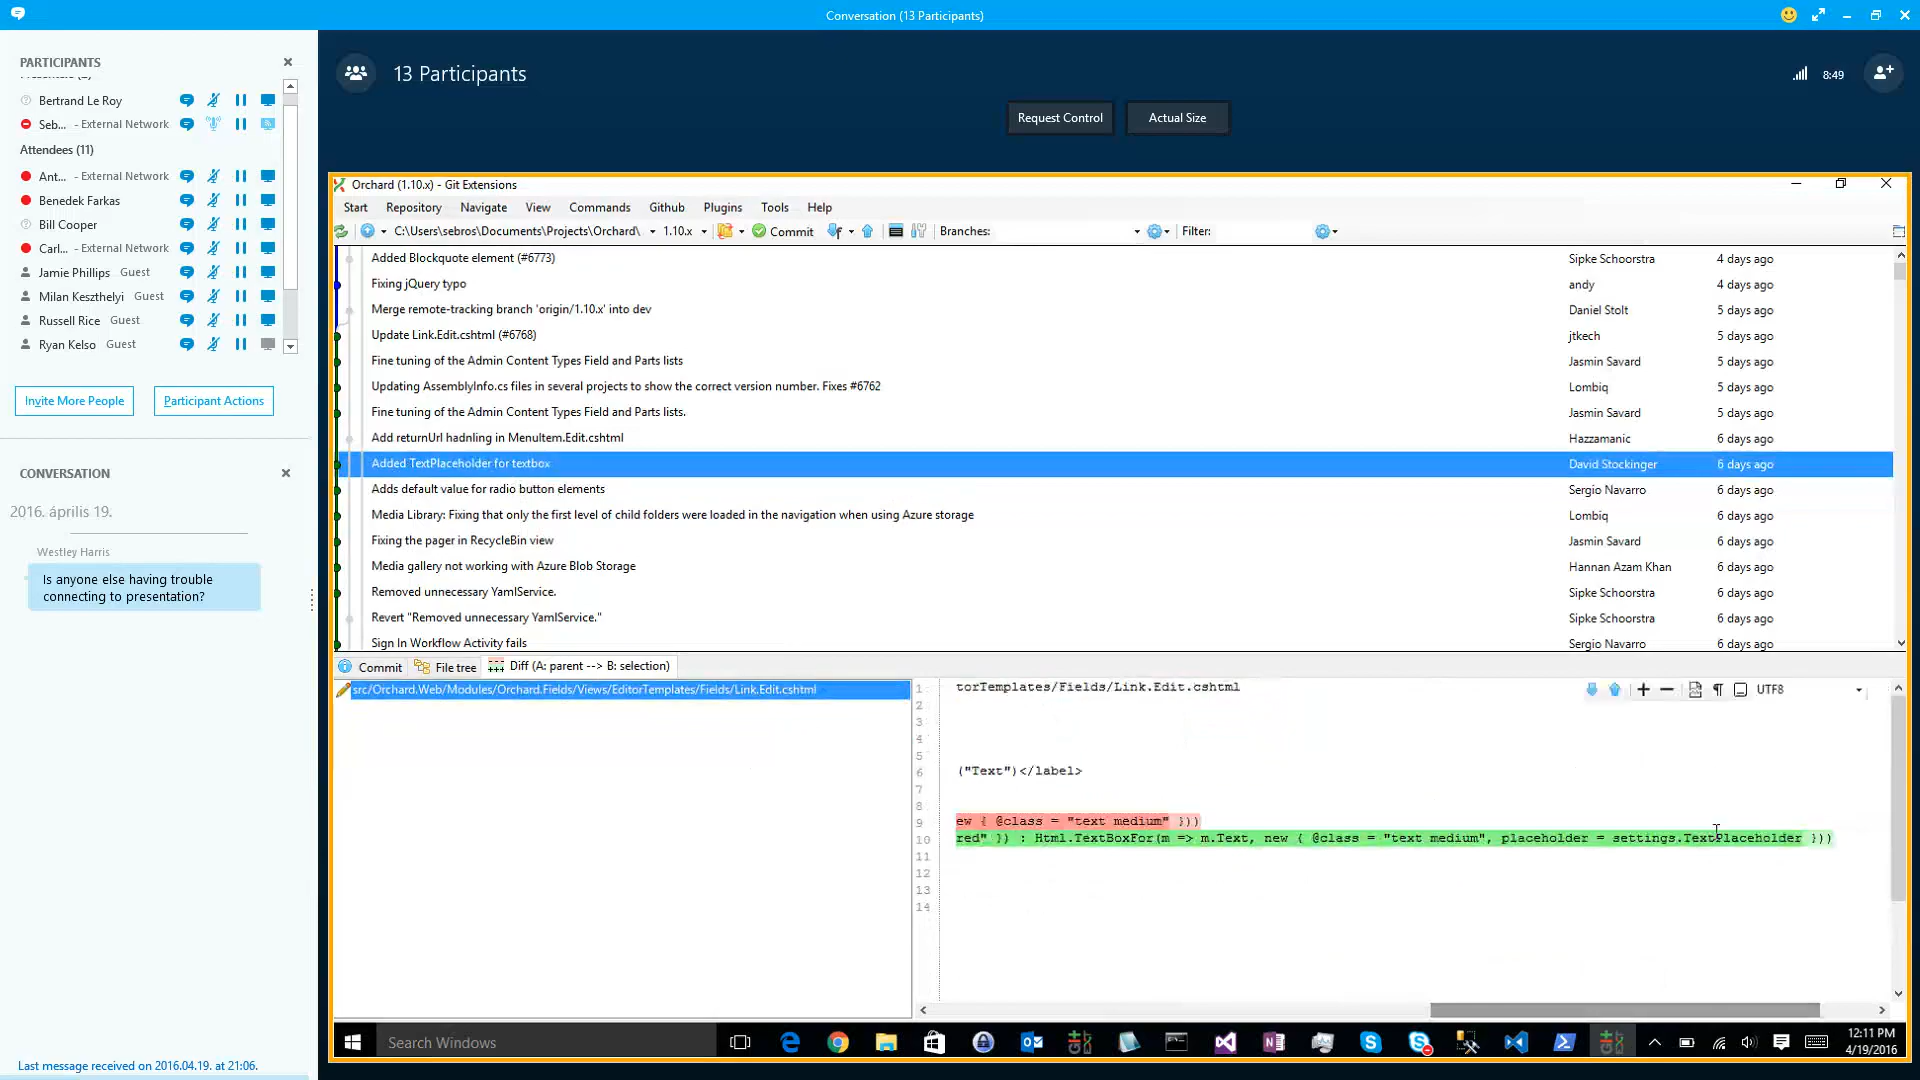 Conversation (13 Participants)
PARTICIPANTS
Presenters (2)
Bertrand Le Roy
Seb... - External Network
Attendees (11)
Ant... - External Network
Benedek Farkas
Bill Cooper
Carl... - External Network
Jamie Phillips Guest
Milan Keszthelyi Guest
Russell Rice Guest
Ryan Kelso Guest
Invite More People
Participant Actions
CONVERSATION
2016. április 19.
Westley Harris
Is anyone else having trouble
connecting to presentation?
Last message received on 2016.04.19. at 21:06.
13 Participants
8:49
Request Control
Actual Size
Orchard (1.10.x) - Git Extensions
Start Repository Navigate View Commands Github Plugins Tools Help
C:\Users\sebros\Documents\Projects\Orchard\ 1.10.x Commit Branches: Filter:
Added Blockquote element (#6773) Sipke Schoorstra 4 days ago
Fixing jQuery typo andy 4 days ago
Merge remote-tracking branch 'origin/1.10.x' into dev Daniel Stolt 5 days ago
Update Link.Edit.cshtml (#6768) jtkech 5 days ago
Fine tuning of the Admin Content Types Field and Parts lists Jasmin Savard 5 days ago
Updating AssemblyInfo.cs files in several projects to show the correct version number. Fixes #6762 Lombiq 5 days ago
Fine tuning of the Admin Content Types Field and Parts lists. Jasmin Savard 5 days ago
Add returnUrl hadnling in MenuItem.Edit.cshtml Hazzamanic 6 days ago
Added TextPlaceholder for textbox David Stockinger 6 days ago
Adds default value for radio button elements Sergio Navarro 6 days ago
Media Library: Fixing that only the first level of child folders were loaded in the navigation when using Azure storage Lombiq 6 days ago
Fixing the pager in RecycleBin view Jasmin Savard 6 days ago
Media gallery not working with Azure Blob Storage Hannan Azam Khan 6 days ago
Removed unnecessary YamlService. Sipke Schoorstra 6 days ago
Revert "Removed unnecessary YamlService." Sipke Schoorstra 6 days ago
Sign In Workflow Activity fails Sergio Navarro 6 days ago
Commit File tree Diff (A: parent --> B: selection)
src/Orchard.Web/Modules/Orchard.Fields/Views/EditorTemplates/Fields/Link.Edit.cshtml
UTF8
1 torTemplates/Fields/Link.Edit.cshtml
2
3
4
5
6 ("Text")</label>
7
8
9 ew { @class = "text medium" }))
10 red" }) : Html.TextBoxFor(m => m.Text, new { @class = "text medium", placeholder = settings.TextPlaceholder }))
11
12
13
14
Search Windows
12:11 PM
4/19/2016